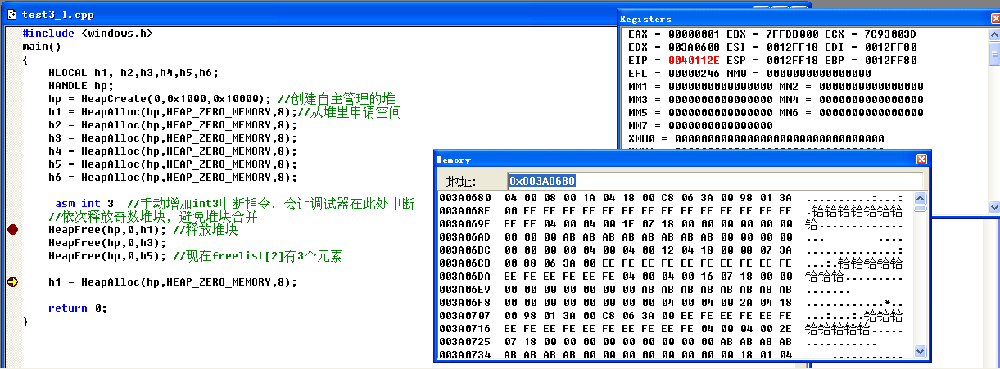 test3_1.cpp
#include <windows.h>
main()
{
HLOCAL h1, h2,h3,h4,h5,h6;
HANDLE hp;
hp = HeapCreate(0,0x1000,0x10000); //创建自主管理的堆
h1 = HeapAlloc(hp,HEAP_ZERO_MEMORY,8);//从堆里申请空间
h2 = HeapAlloc(hp,HEAP_ZERO_MEMORY,8);
h3 = HeapAlloc(hp,HEAP_ZERO_MEMORY,8);
h4 = HeapAlloc(hp,HEAP_ZERO_MEMORY,8);
h5 = HeapAlloc(hp,HEAP_ZERO_MEMORY,8);
h6 = HeapAlloc(hp,HEAP_ZERO_MEMORY,8);
_asm int 3 //手动增加int3中断指令，会让调试器在此处中断
//依次释放奇数堆块，避免堆块合并
HeapFree(hp,0,h1); //释放堆块
HeapFree(hp,0,h3);
HeapFree(hp,0,h5); //现在freelist[2]有3个元素
h1 = HeapAlloc(hp,HEAP_ZERO_MEMORY,8);
return 0;
}
Registers
EAX = 00000001 EBX = 7FFDB000 ECX = 7C93003D
EDX = 003A0608 ESI = 0012FF18 EDI = 0012FF80
EIP = 0040112E ESP = 0012FF18 EBP = 0012FF80
EFL = 00000246 MM0 = 0000000000000000
MM1 = 0000000000000000 MM2 = 0000000000000000
MM3 = 0000000000000000 MM4 = 0000000000000000
MM5 = 0000000000000000 MM6 = 0000000000000000
MM7 = 0000000000000000
XMM0 = 00000000000000000000000000000000
Memory
地址: 0x003A0680
003A0680 04 00 08 00 1A 04 18 00 C8 06 3A 00 98 01 3A ..........:...:
003A068F 00 EE FE EE FE EE FE EE FE EE FE EE FE EE FE .铪铪铪铪铪铪铪
003A069E EE FE 04 00 04 00 1E 07 18 00 00 00 00 00 00 铪.............
003A06AD 00 00 00 AB AB AB AB AB AB AB AB 00 00 00 00 ... ....
003A06BC 00 00 00 00 04 00 04 00 12 04 18 00 08 07 3A ..............:
003A06CB 00 88 06 3A 00 EE FE EE FE EE FE EE FE EE FE ...:.铪铪铪铪铪
003A06DA EE FE EE FE EE FE 04 00 04 00 16 07 18 00 00 铪铪铪.........
003A06E9 00 00 00 00 00 00 00 AB AB AB AB AB AB AB AB .......
003A06F8 00 00 00 00 00 00 00 00 04 00 04 00 2A 04 18 ............*..
003A0707 00 98 01 3A 00 C8 06 3A 00 EE FE EE FE EE FE ...:...:.铪铪铪
003A0716 EE FE EE FE EE FE EE FE EE FE 04 00 04 00 2E 铪铪铪铪铪.....
003A0725 07 18 00 00 00 00 00 00 00 00 00 AB AB AB AB ...........
003A0734 AB AB AB AB 00 00 00 00 00 00 00 00 18 01 04 ...........